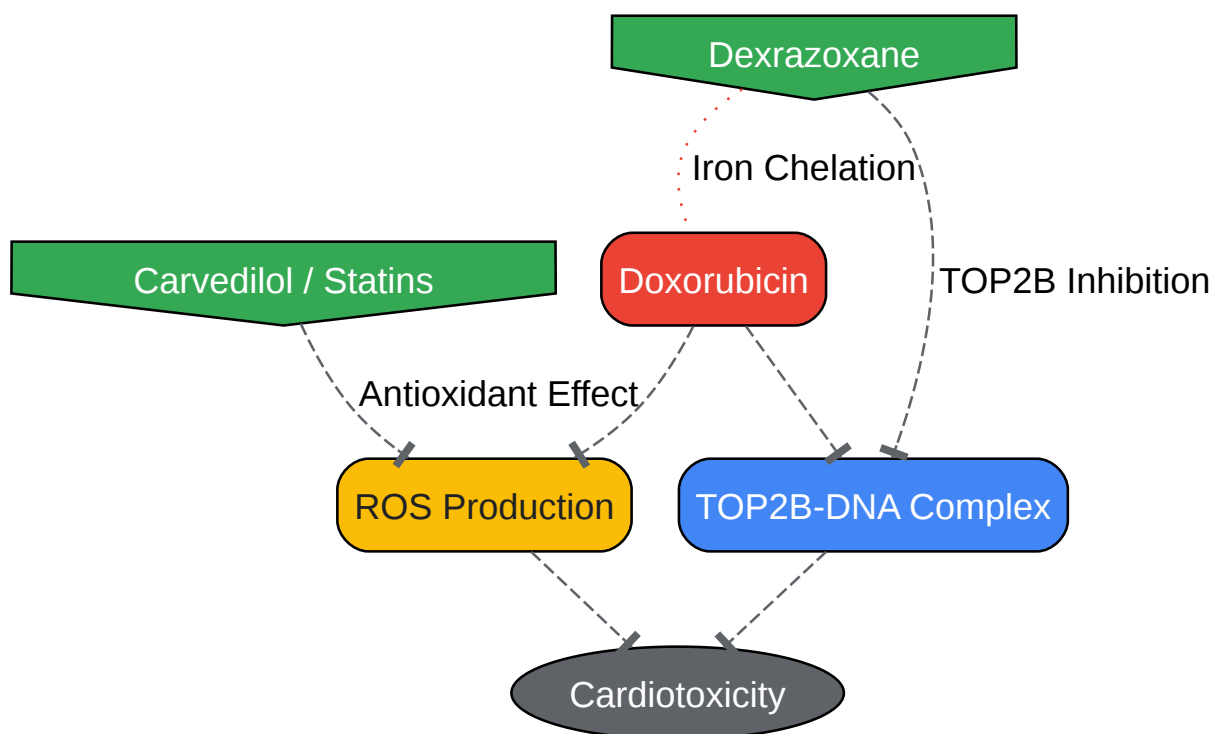 Dexrazoxane
Iron Chelation
Carvedilol / Statins
Doxorubicin
TOP2B Inhibition
Antioxidant Effect
ROS Production
TOP2B-DNA Complex
Cardiotoxicity